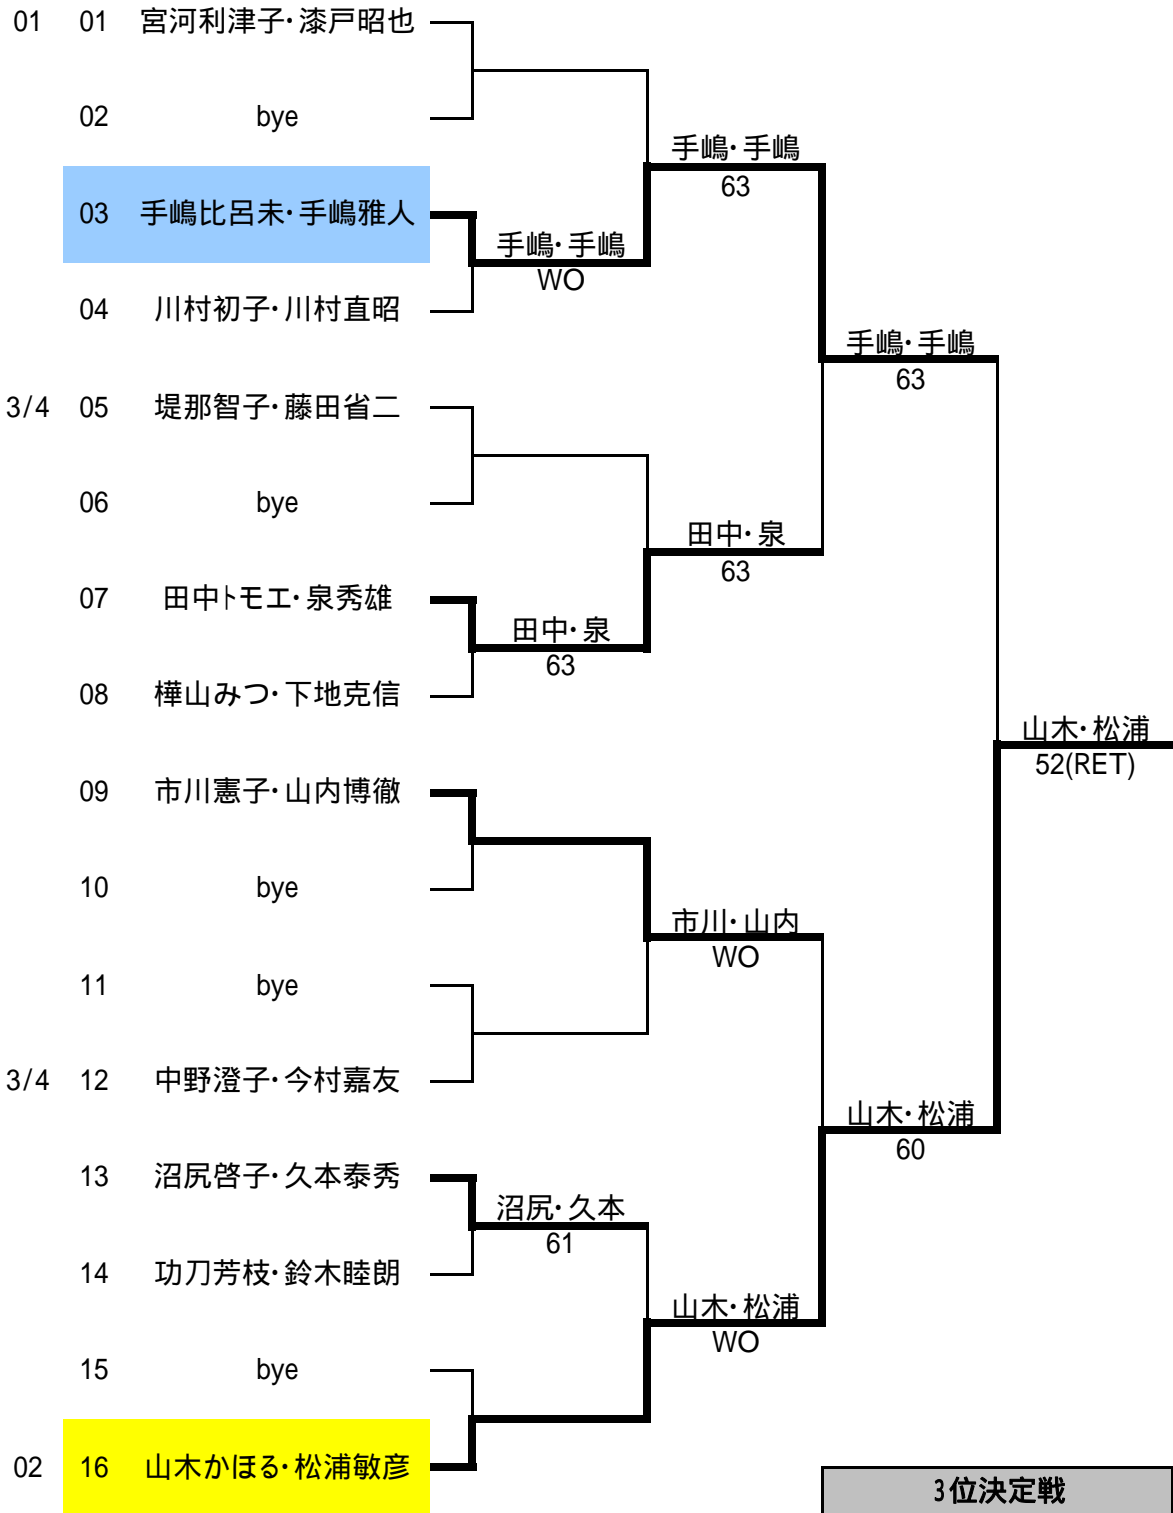 01 01 宮河利津子・漆戸昭也
02 bye
手嶋・手嶋
63
03 手嶋比呂未・手嶋雅人
手嶋・手嶋
WO
04 川村初子・川村直昭
手嶋・手嶋
63
3/4 05 堤那智子・藤田省二
06 bye
田中・泉
63
07 田中トモエ・泉秀雄
田中・泉
63
08 樺山みつ・下地克信
山木・松浦
52(RET)
09 市川憲子・山内博徹
10 bye
市川・山内
WO
11 bye
3/4 12 中野澄子・今村嘉友
山木・松浦
60
13 沼尻啓子・久本泰秀
沼尻・久本
61
14 功刀芳枝・鈴木睦朗
山木・松浦
WO
15 bye
02 16 山木かほる・松浦敏彦
3位決定戦